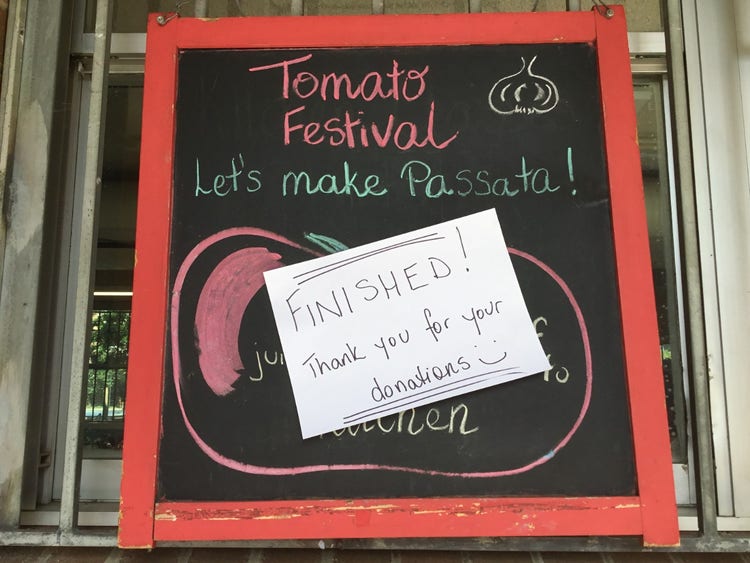 Tomato
Festival
Let's make Passata!
FINISHED!
Thank you for your
donations